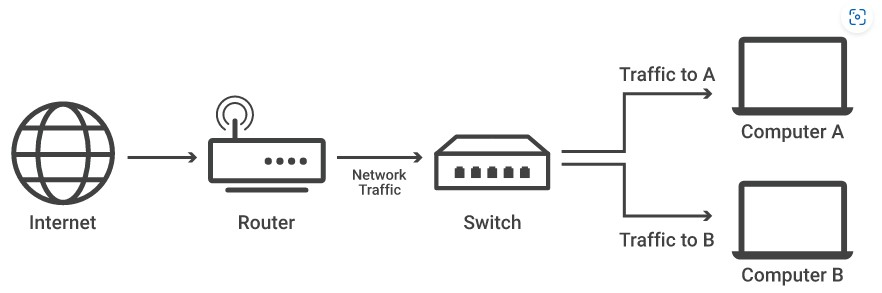 Traffic to A
Computer A
Network
Traffic
Internet
Router
Switch
Traffic to B
Computer B